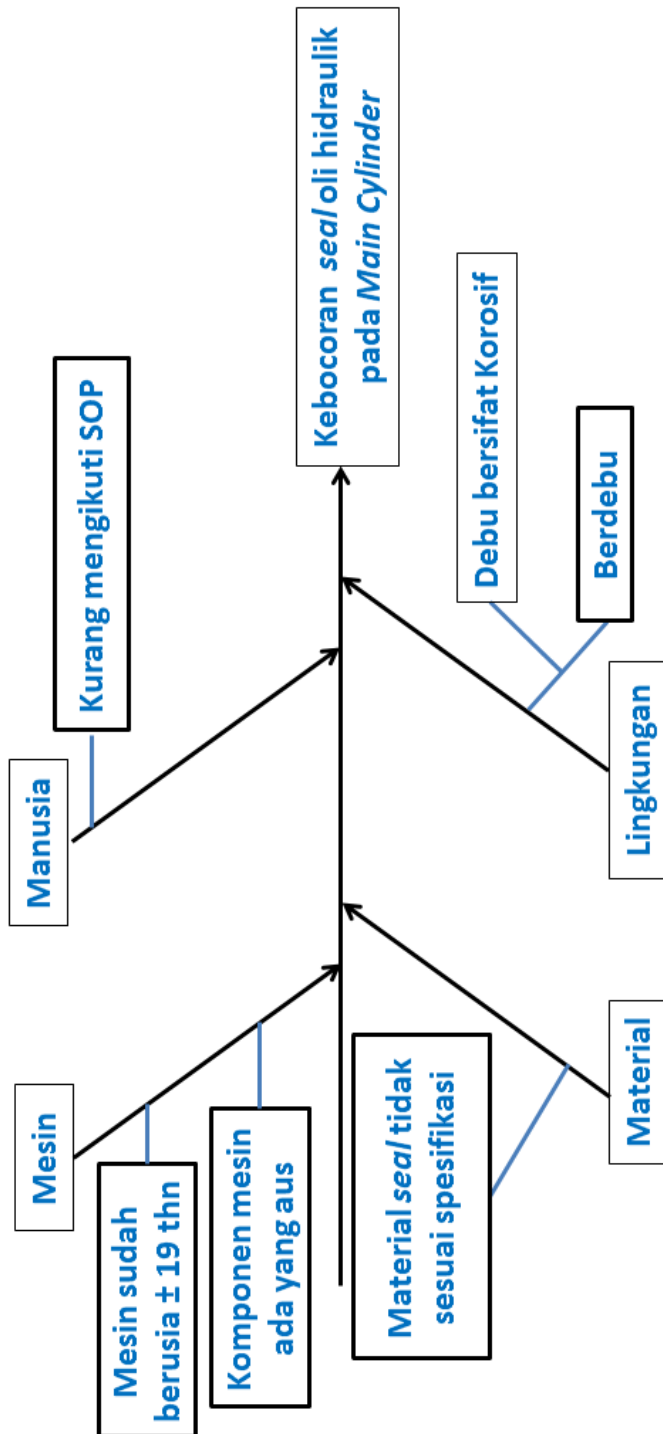 Mesin
Manusia
Mesin sudah
berusia ± 19 thn
Kurang mengikuti SOP
Komponen mesin
ada yang aus
Kebocoran seal oli hidraulik
pada Main Cylinder
Material seal tidak
sesuai spesifikasi
Debu bersifat Korosif
Berdebu
Material
Lingkungan